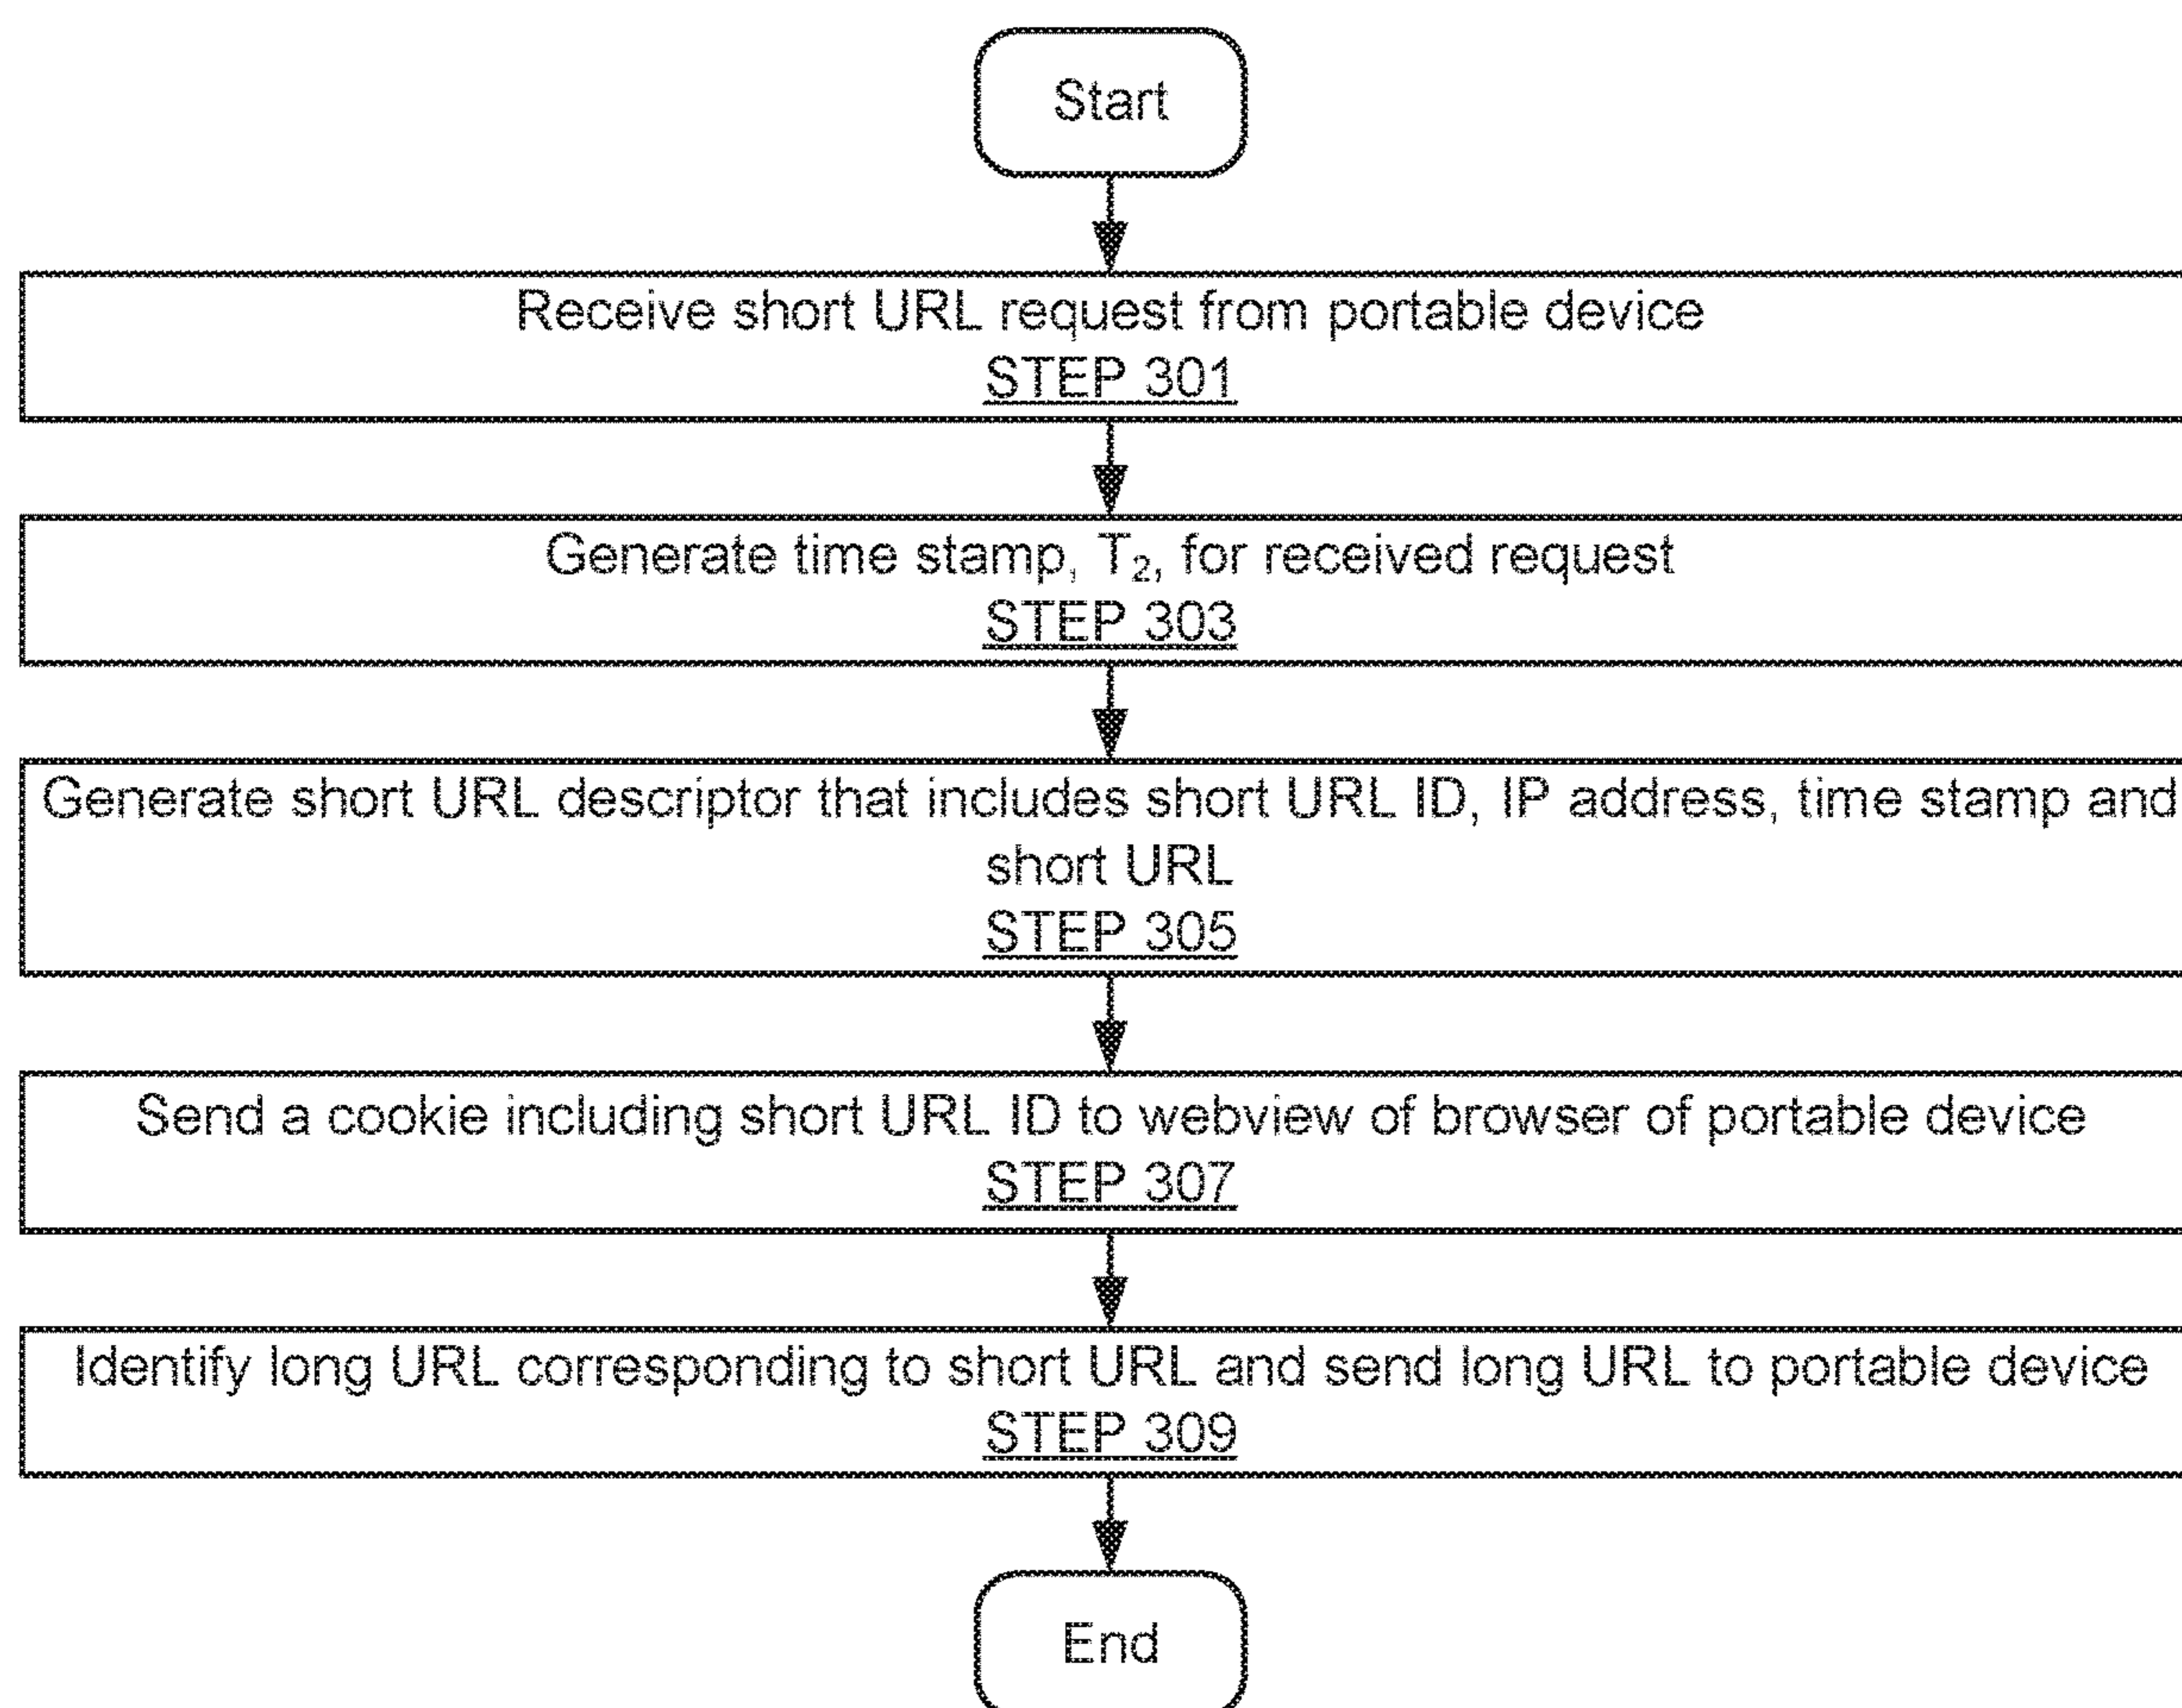 Start
Receive short URL request from portable device
STEP 301
Generate time stamp, T₂, for received request
STEP 303
Generate short URL descriptor that includes short URL ID, IP address, time stamp and
short URL
STEP 305
Send a cookie including short URL ID to webview of browser of portable device
STEP 307
Identify long URL corresponding to short URL and send long URL to portable device
STEP 309
End